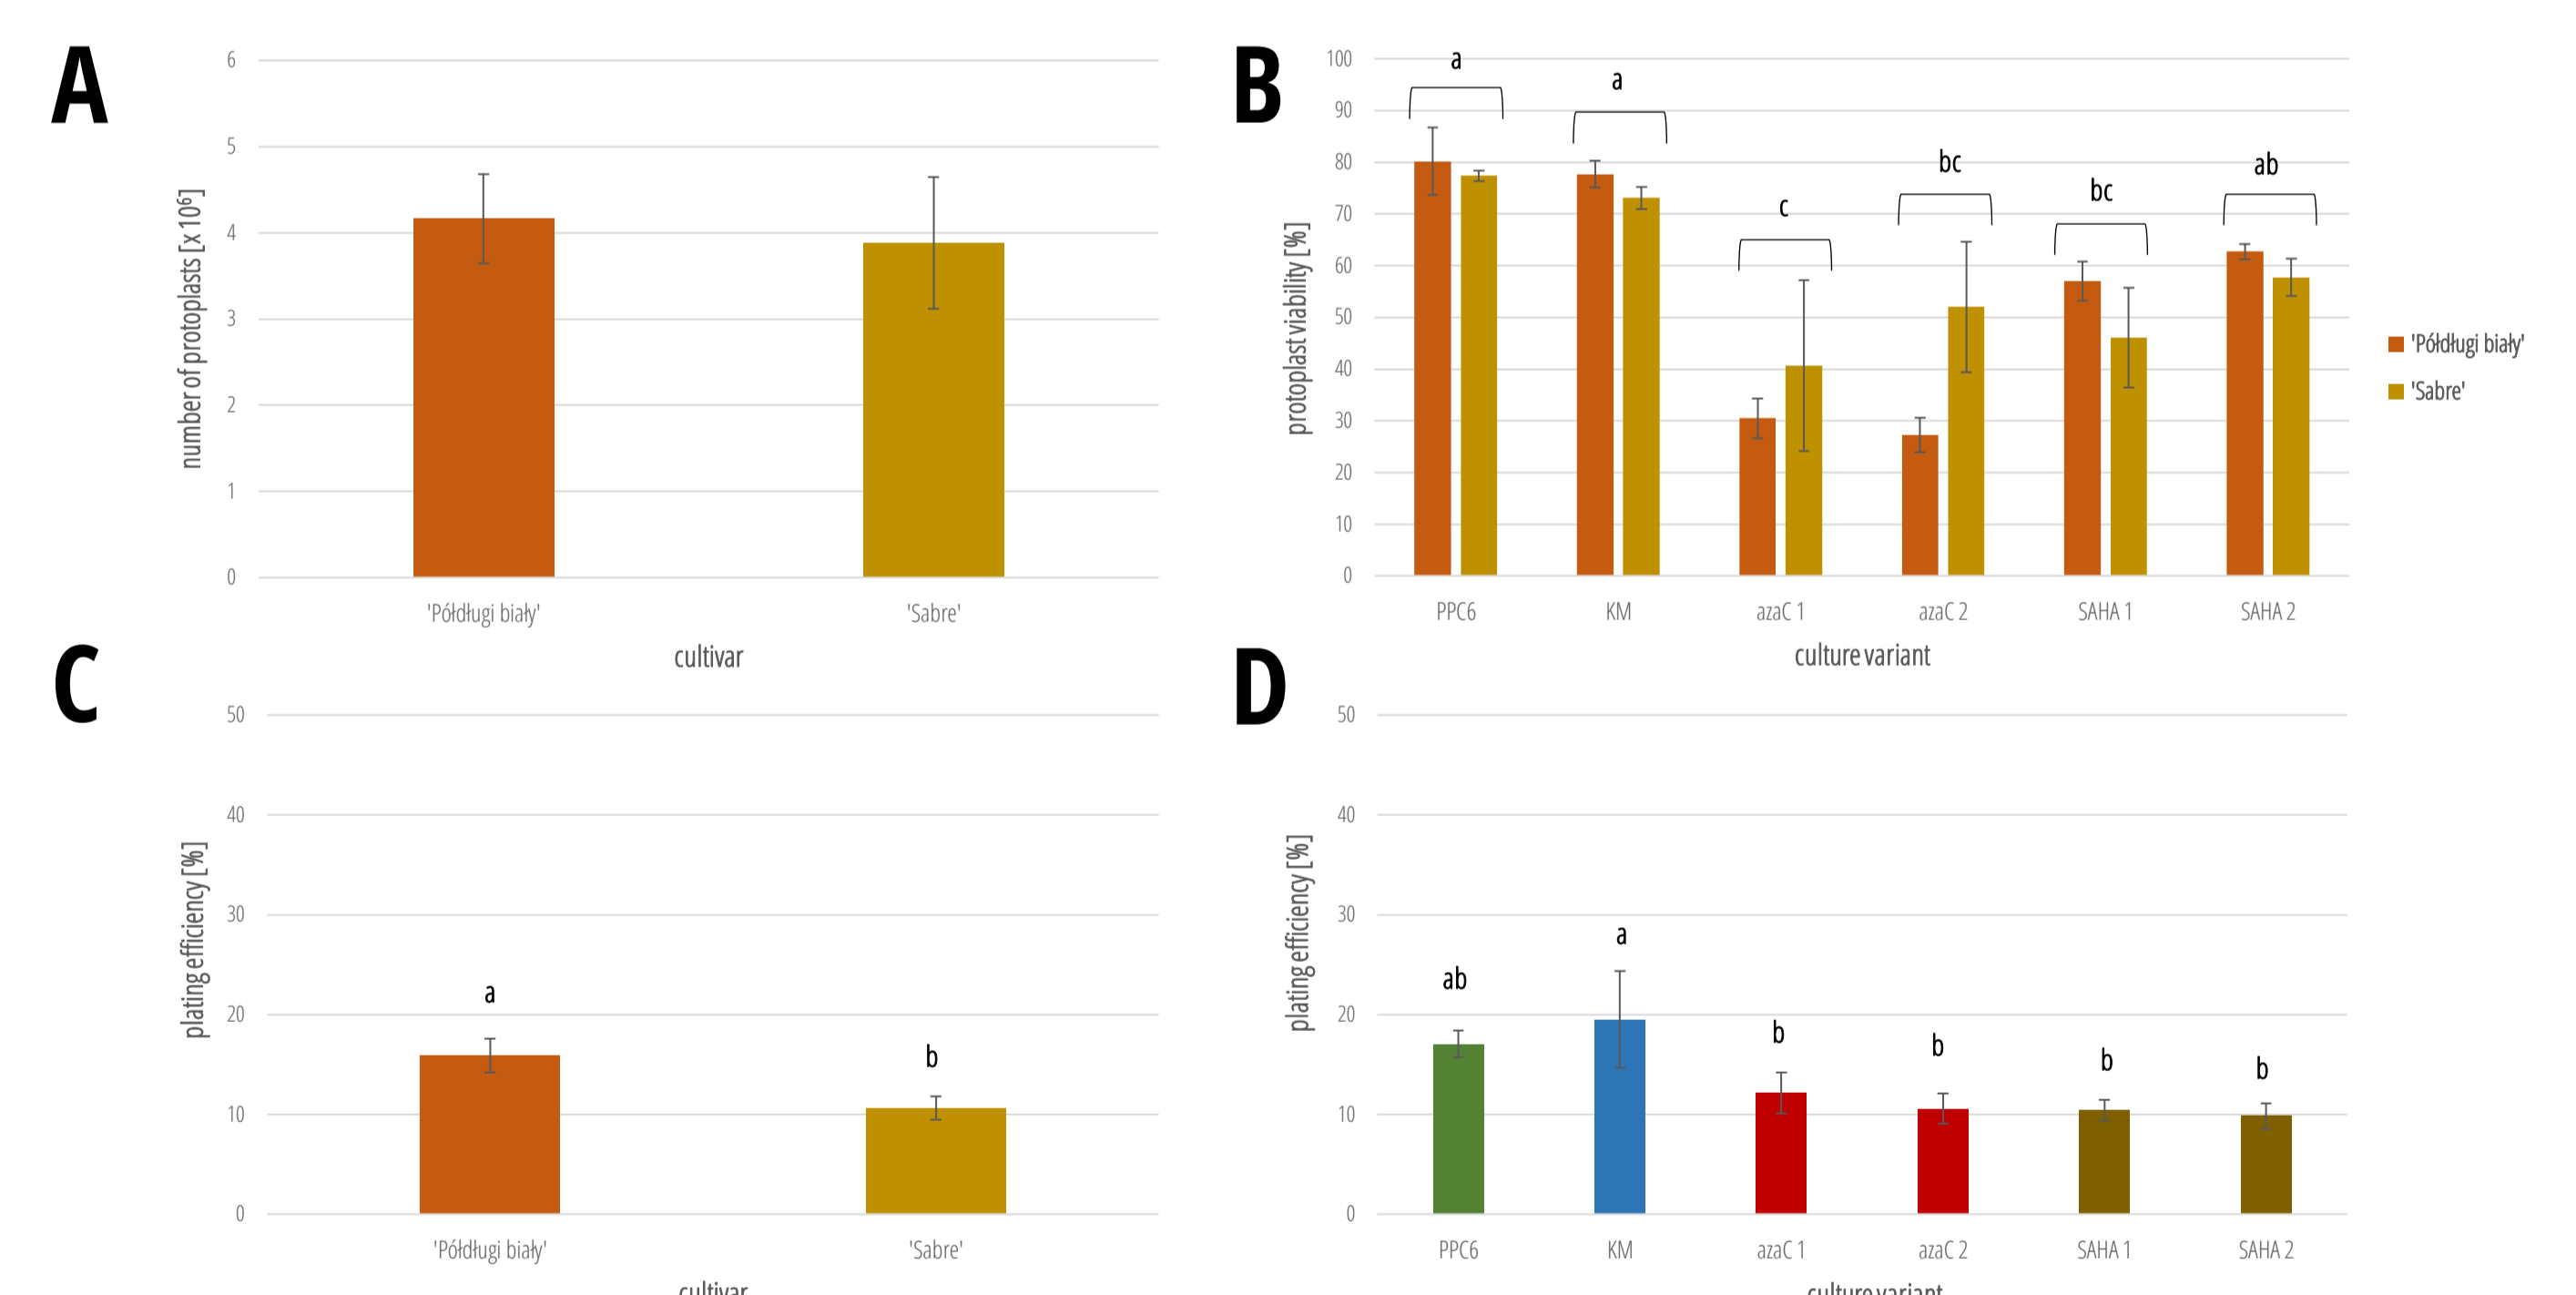 A
6
5
4
3
2
1
0
number of protoplasts [x 10⁶]
'Półdługi biały'
'Sabre'
cultivar
B
100
90
80
70
60
50
40
30
20
10
0
protoplast viability [%]
a
a
c
bc
bc
ab
PPC6
KM
azaC 1
azaC 2
SAHA 1
SAHA 2
culture variant
'Półdługi biały'
'Sabre'
C
50
40
30
20
10
0
plating efficiency [%]
a
b
'Półdługi biały'
'Sabre'
cultivar
D
50
40
30
20
10
0
plating efficiency [%]
ab
a
b
b
b
b
PPC6
KM
azaC 1
azaC 2
SAHA 1
SAHA 2
culture variant